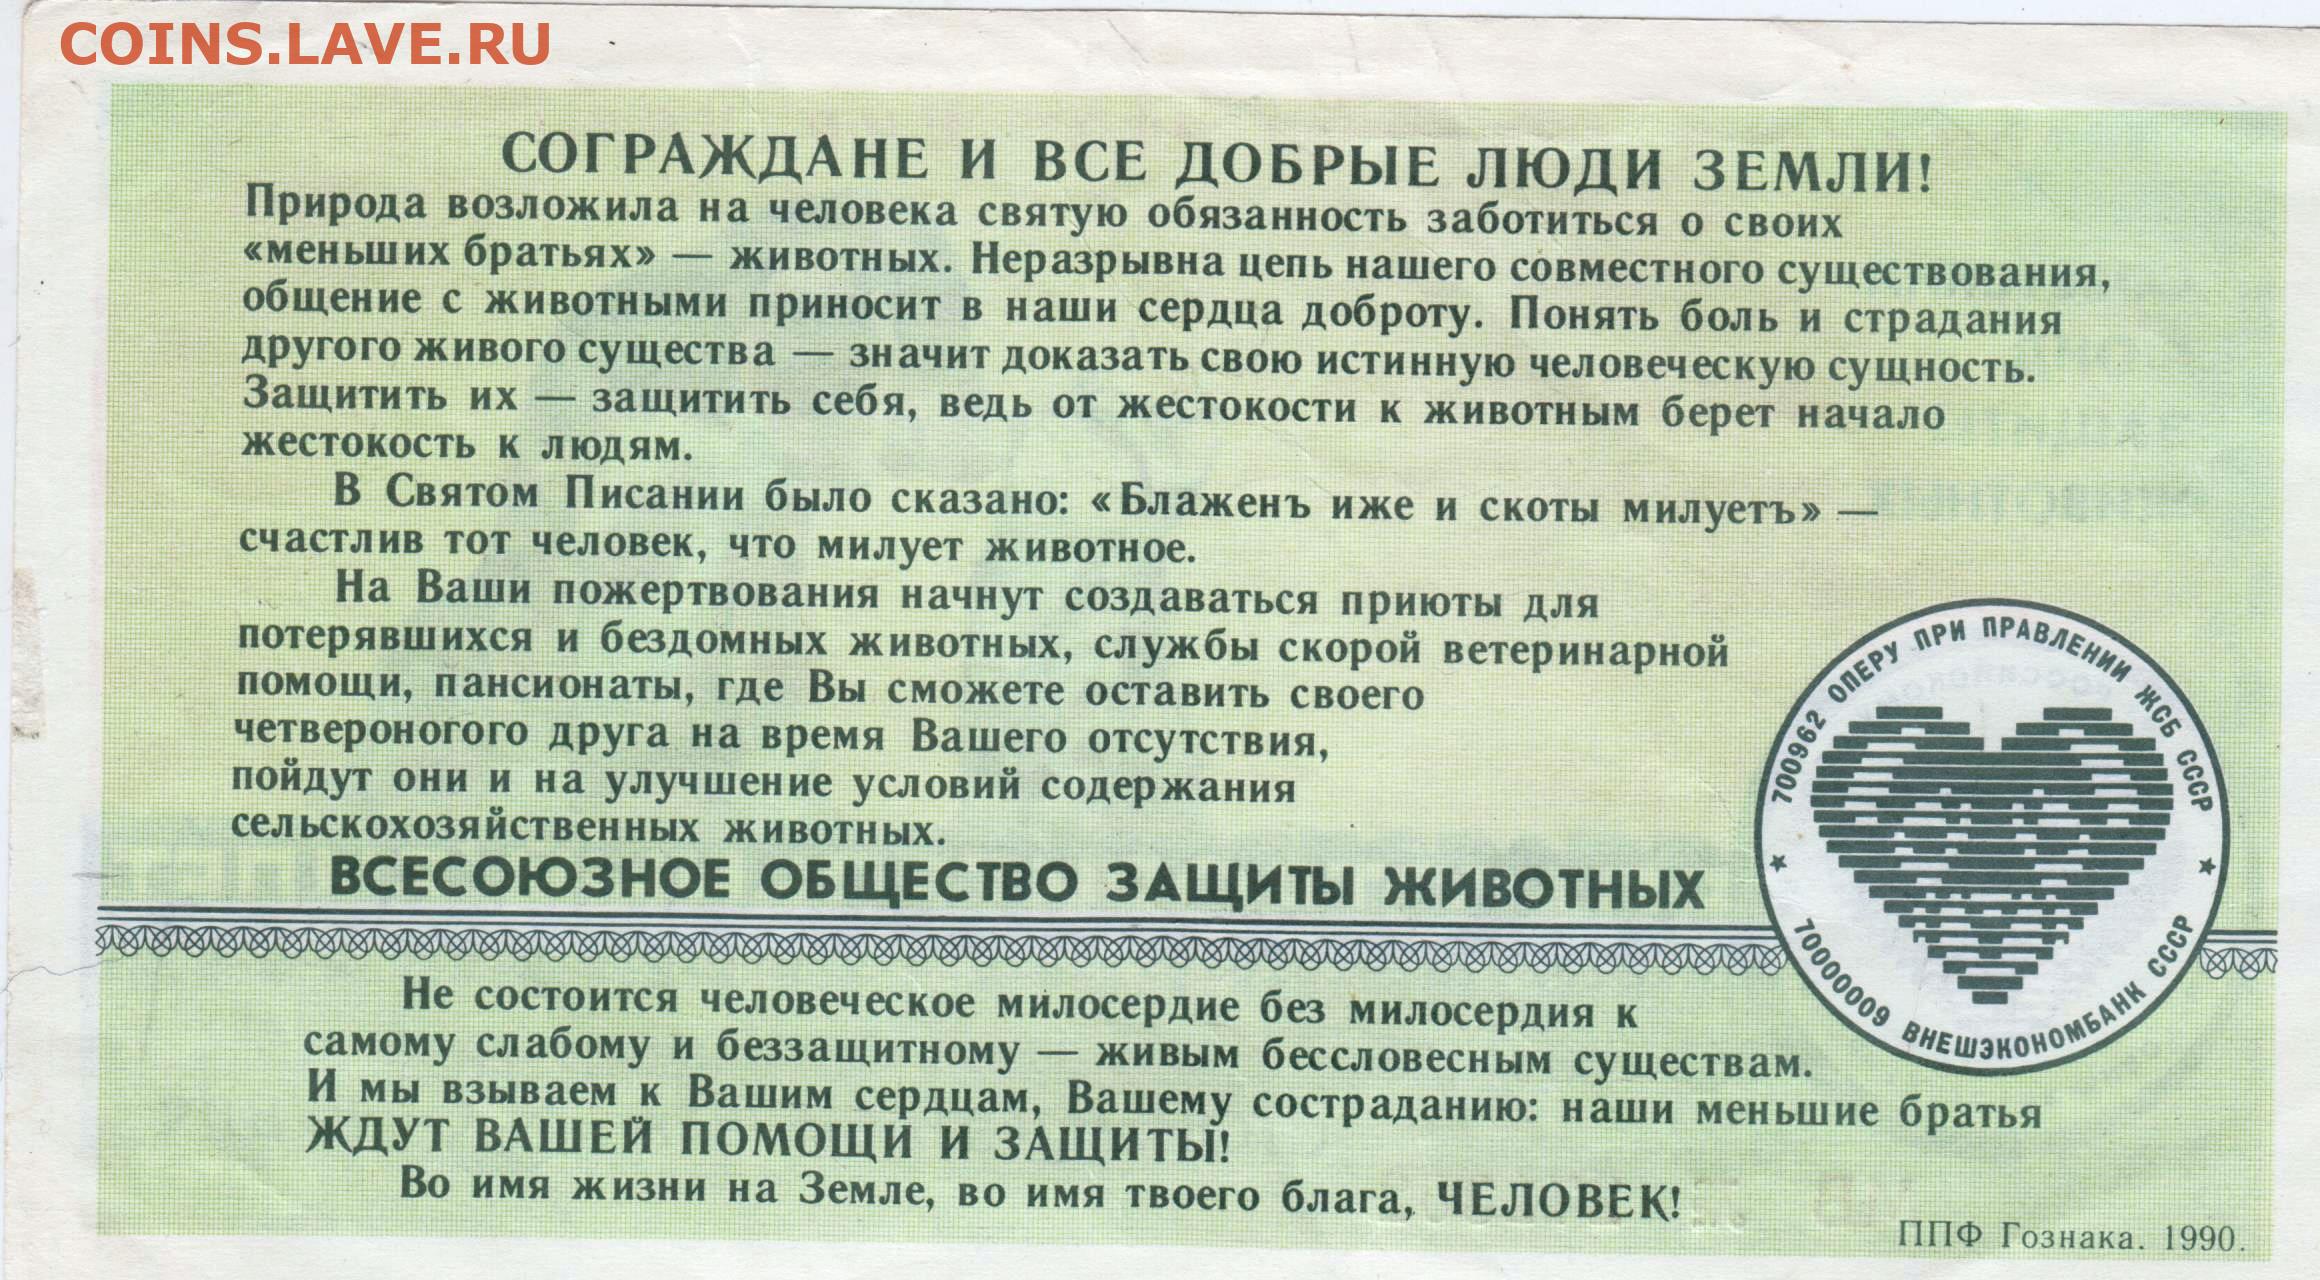 COINS.LAVE.RU
СОГРАЖДАНЕ И ВСЕ ДОБРЫЕ ЛЮДИ ЗЕМЛИ!
Природа возложила на человека святую обязанность заботиться о своих
«меньших братьях» — животных. Неразрывна цепь нашего совместного существования,
общение с животными приносит в наши сердца доброту. Понять боль и страдания
другого живого существа — значит доказать свою истинную человеческую сущность.
Защитить их — защитить себя, ведь от жестокости к животным берет начало
жестокость к людям.
В Святом Писании было сказано: «Блаженъ иже и скоты милуетъ» —
счастлив тот человек, что милует животное.
На Ваши пожертвования начнут создаваться приюты для
потерявшихся и бездомных животных, службы скорой ветеринарной
помощи, пансионаты, где Вы сможете оставить своего
четвероногого друга на время Вашего отсутствия,
пойдут они и на улучшение условий содержания
сельскохозяйственных животных.
ВСЕСОЮЗНОЕ ОБЩЕСТВО ЗАЩИТЫ ЖИВОТНЫХ
700962 ОПЕРУ ПРИ ПРАВЛЕНИИ ЖСБ СССР
70000009 ВНЕШЭКОНОМБАНК СССР
Не состоится человеческое милосердие без милосердия к
самому слабому и беззащитному — живым бессловесным существам.
И мы взываем к Вашим сердцам, Вашему состраданию: наши меньшие братья
ЖДУТ ВАШЕЙ ПОМОЩИ И ЗАЩИТЫ!
Во имя жизни на Земле, во имя твоего блага, ЧЕЛОВЕК!
ППФ Гознака. 1990.